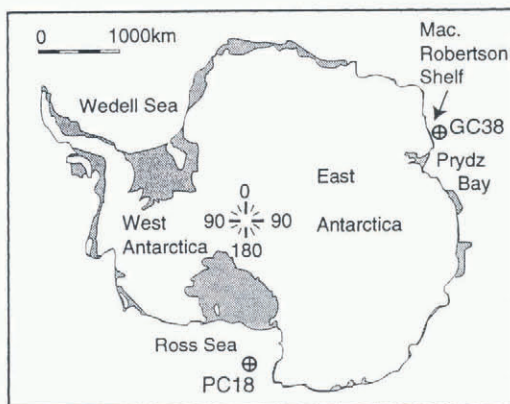 0 1000km
Mac.
Robertson
Shelf
Wedell Sea
GC38
Prydz
Bay
East
Antarctica
0
90 90
180
West
Antarctica
Ross Sea
PC18